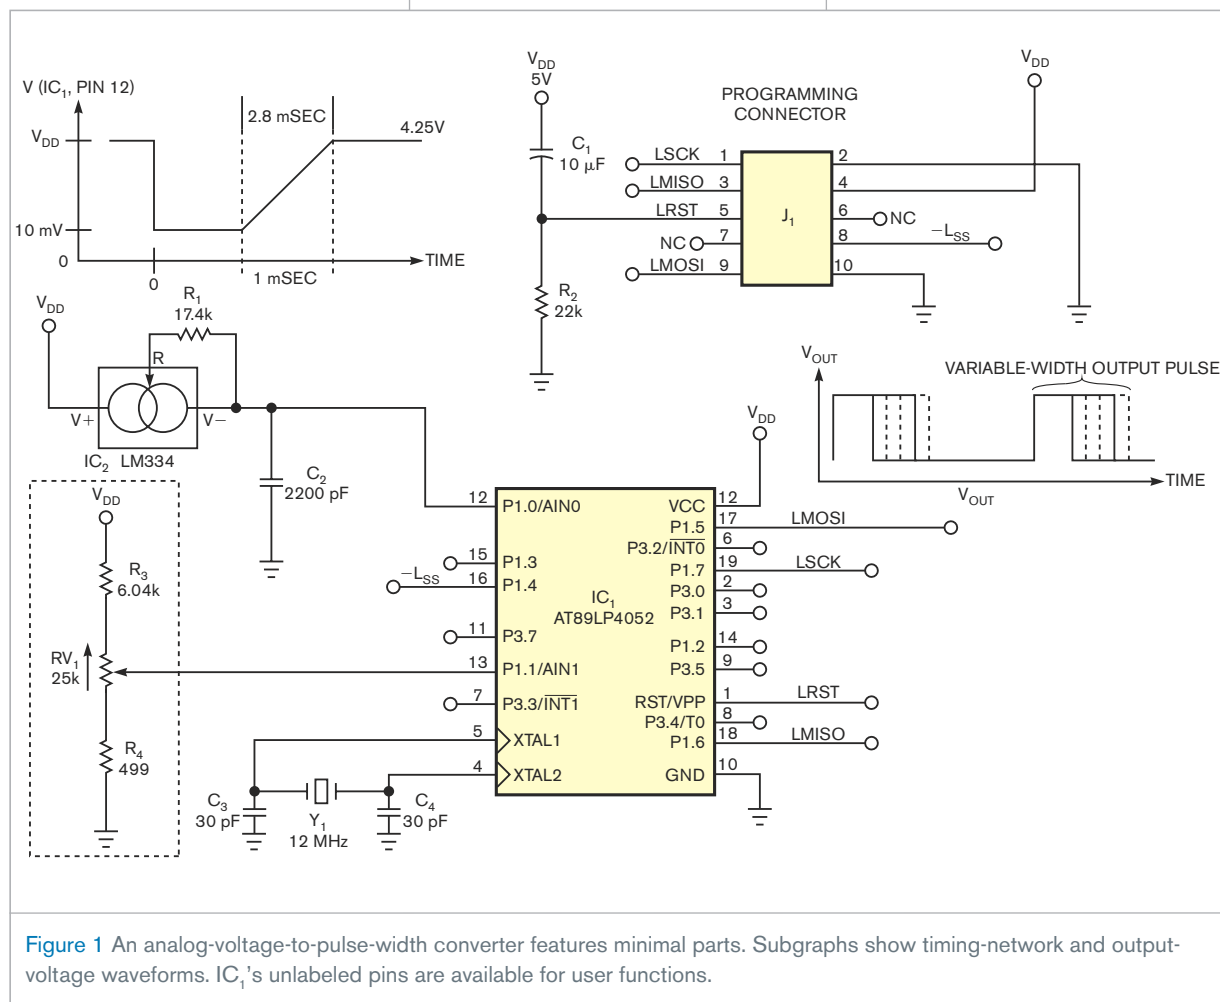 V (IC1, PIN 12)
VDD
10 mV
0
0
2.8 mSEC
4.25V
1 mSEC
TIME
VDD
5V
C1
10 μF
R2
22k
PROGRAMMING
CONNECTOR
VDD
J1
LSCK 1
LMISO 3
LRST 5
NC 7
LMOSI 9
2
4
6 NC
8 −LSS
10
VDD
R1
17.4k
R
V+
V−
IC2 LM334
C2
2200 pF
VOUT
VARIABLE-WIDTH OUTPUT PULSE
TIME
VOUT
VDD
R3
6.04k
RV1
25k
R4
499
VDD
IC1
AT89LP4052
12 P1.0/AIN0
15 P1.3
−LSS 16 P1.4
11 P3.7
13 P1.1/AIN1
7 P3.3/INT1
5 XTAL1
4 XTAL2
VCC 12
P1.5 17 LMOSI
P3.2/INT0 6
P1.7 19 LSCK
P3.0 2
P3.1 3
P1.2 14
P3.5 9
RST/VPP 1 LRST
P3.4/T0 8
P1.6 18 LMISO
GND 10
C3
30 pF
Y1
12 MHz
C4
30 pF
Figure 1 An analog-voltage-to-pulse-width converter features minimal parts. Subgraphs show timing-network and output-
voltage waveforms. IC1's unlabeled pins are available for user functions.